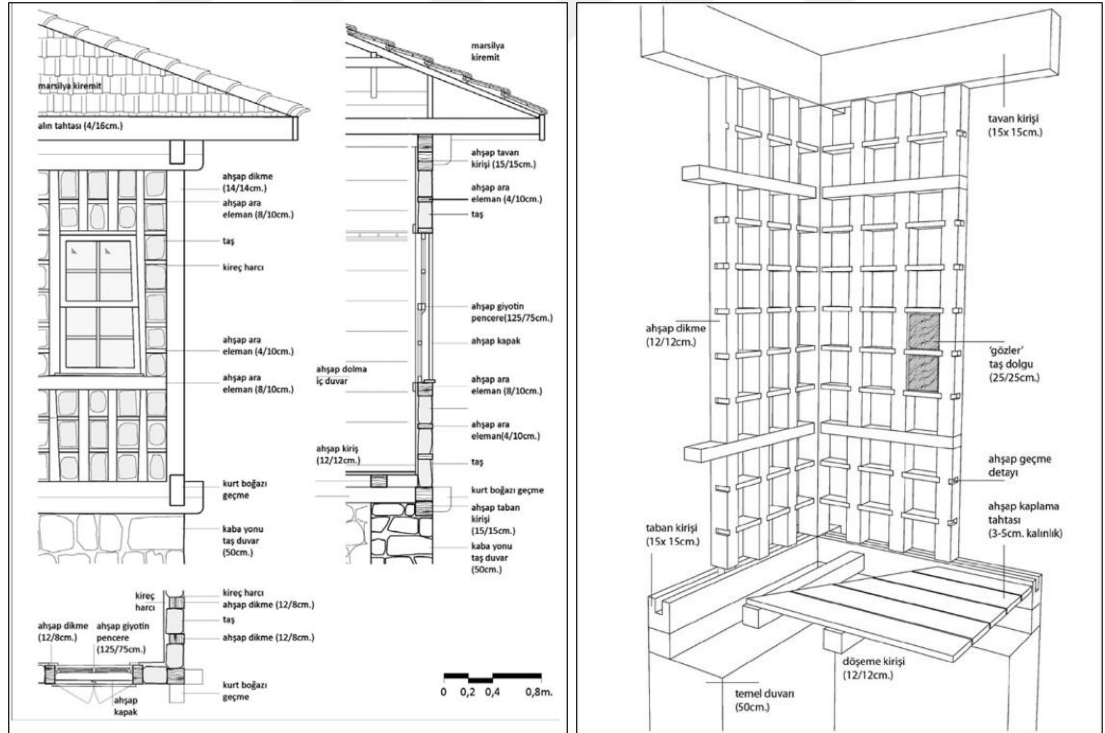 marsilya kiremit
alın tahtası (4/16cm.)
ahşap dikme
(14/14cm.)
ahşap ara
eleman (8/10cm.)
taş
kireç harcı
ahşap ara
eleman (4/10cm.)
ahşap ara
eleman (8/10cm.)
kurt boğazı
geçme
kaba yonu
taş duvar
(50cm.)
marsilya
kiremit
ahşap tavan
kirişi (15/15cm.)
ahşap ara
eleman (4/10cm.)
taş
ahşap giyotin
pencere(125/75cm.)
ahşap kapak
ahşap dolma
iç duvar
ahşap ara
eleman (8/10cm.)
ahşap ara
eleman(4/10cm.)
ahşap kiriş
(12/12cm.)
taş
kurt boğazı geçme
ahşap taban
kirişi
(15/15cm.)
kaba yonu
taş duvar
(50cm.)
kireç
harcı
kireç harcı
ahşap dikme (12/8cm.)
taş
ahşap dikme (12/8cm.)
ahşap dikme
(12/8cm.)
ahşap giyotin
pencere
(125/75cm.)
kurt boğazı
geçme
ahşap
kapak
0 0,2 0,4 0,8m.
tavan kirişi
(15x 15cm.)
ahşap dikme
(12/12cm.)
'gözler'
taş dolgu
(25/25cm.)
ahşap geçme
detayı
ahşap kaplama
tahtası
(3-5cm. kalınlık)
taban kirişi
(15x 15cm.)
döşeme kirişi
(12/12cm.)
temel duvarı
(50cm.)